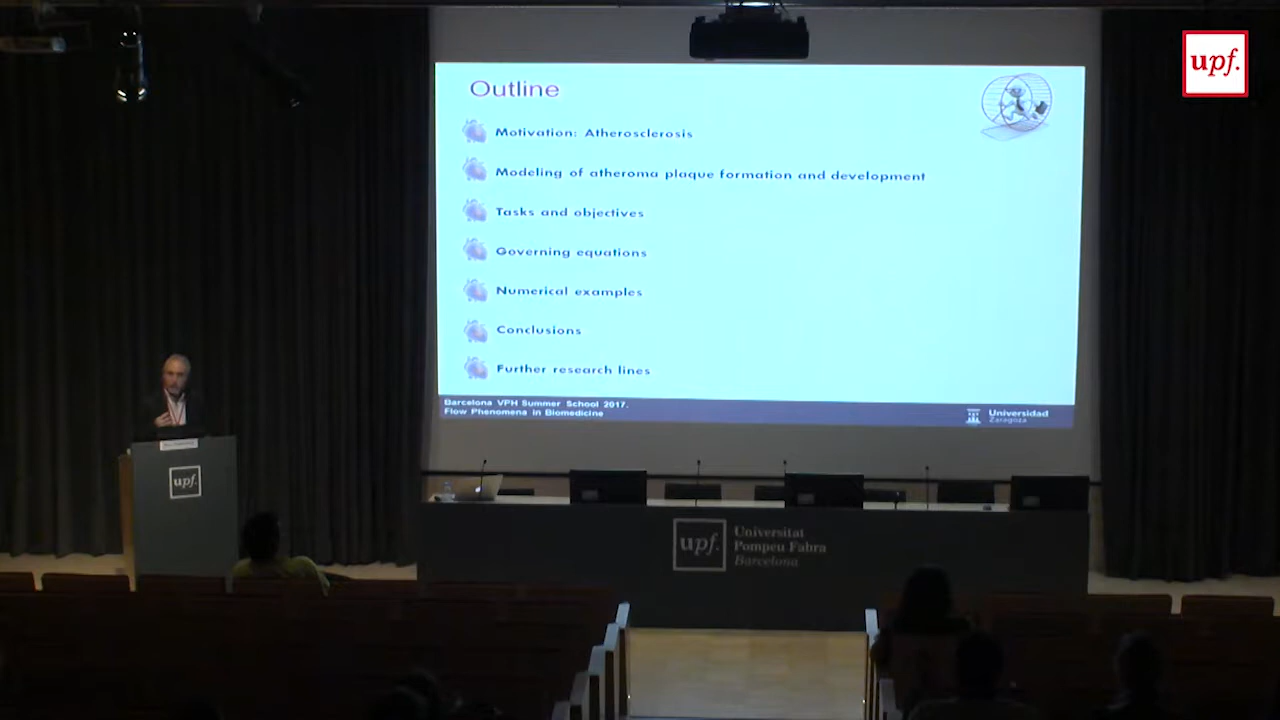 upf.
Outline
Motivation: Atherosclerosis
Modeling of atheroma plaque formation and development
Tasks and objectives
Governing equations
Numerical examples
Conclusions
Further research lines
Barcelona VPH Summer School 2017.
Flow Phenomena in Biomedicine
Universidad
Zaragoza
upf.
upf.
Universitat
Pompeu Fabra
Barcelona